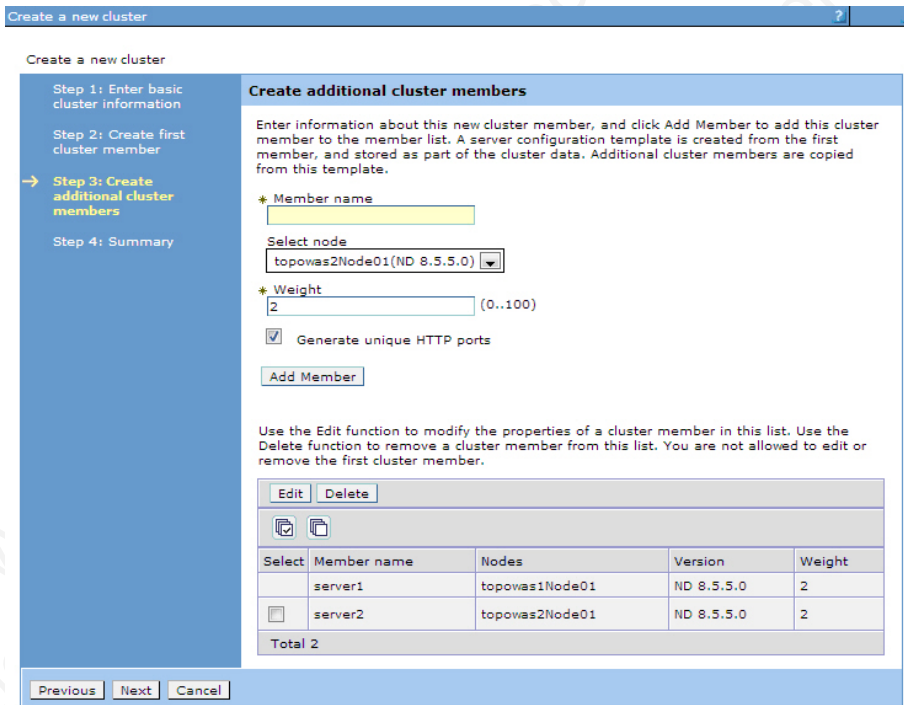 Create a new cluster
?
Create a new cluster
Step 1: Enter basic
cluster information
Step 2: Create first
cluster member
Step 3: Create
additional cluster
members
Step 4: Summary
Create additional cluster members
Enter information about this new cluster member, and click Add Member to add this cluster
member to the member list. A server configuration template is created from the first
member, and stored as part of the cluster data. Additional cluster members are copied
from this template.
* Member name
Select node
topowas2Node01(ND 8.5.5.0)
* Weight
2 (0..100)
Generate unique HTTP ports
Add Member
Use the Edit function to modify the properties of a cluster member in this list. Use the
Delete function to remove a cluster member from this list. You are not allowed to edit or
remove the first cluster member.
Edit Delete
Select Member name Nodes Version Weight
server1 topowas1Node01 ND 8.5.5.0 2
server2 topowas2Node01 ND 8.5.5.0 2
Total 2
Previous Next Cancel